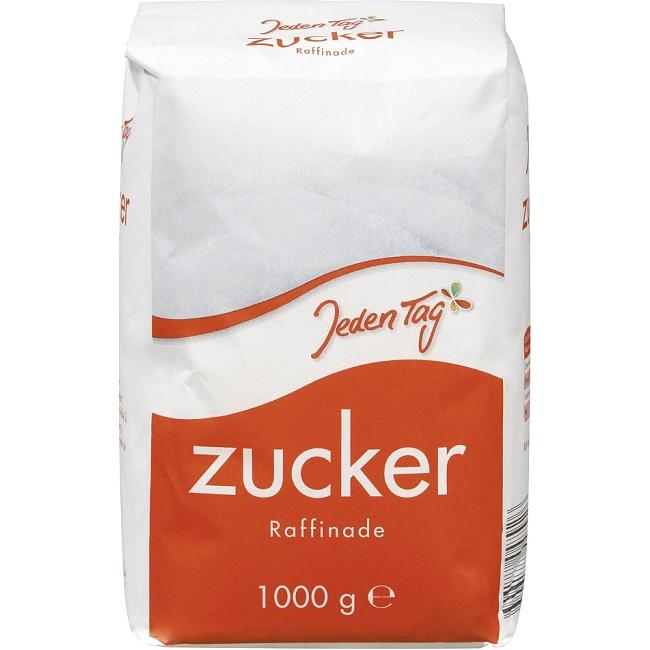 Jeden Tag
zucker
Raffinade
Jeden Tag
zucker
Raffinade
1000 g ℮